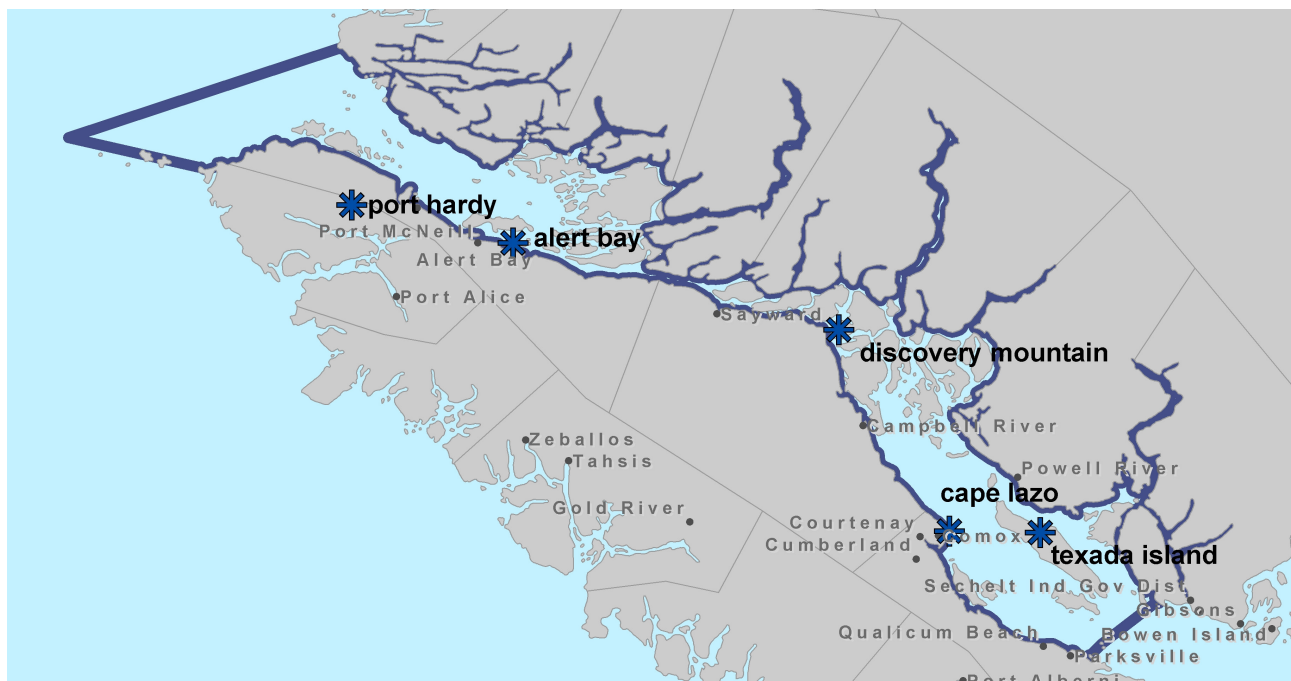 port hardy
Port McNeill
alert bay
Alert Bay
Port Alice
Sayward
discovery mountain
Campbell River
Zeballos
Tahsis
Powell River
cape lazo
Gold River
Courtenay
Comox
Cumberland
texada island
Sechelt Ind Gov Dist
Gibsons
Qualicum Beach
Bowen Island
Parksville
Port Alberni